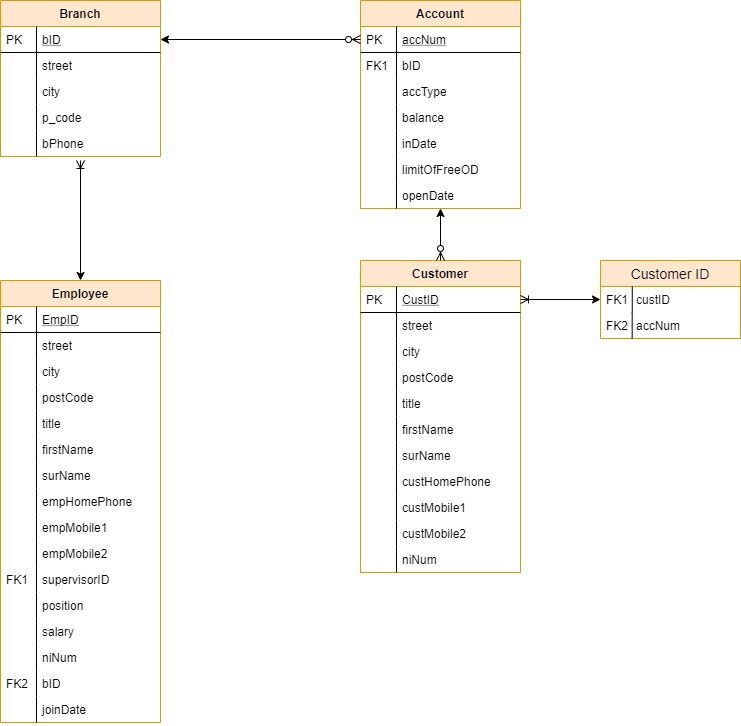 Branch
PK bID
street
city
p_code
bPhone
Account
PK accNum
FK1 bID
accType
balance
inDate
limitOfFreeOD
openDate
Employee
PK EmpID
street
city
postCode
title
firstName
surName
empHomePhone
empMobile1
empMobile2
FK1 supervisorID
position
salary
niNum
FK2 bID
joinDate
Customer
PK CustID
street
city
postCode
title
firstName
surName
custHomePhone
custMobile1
custMobile2
niNum
Customer ID
FK1 custID
FK2 accNum